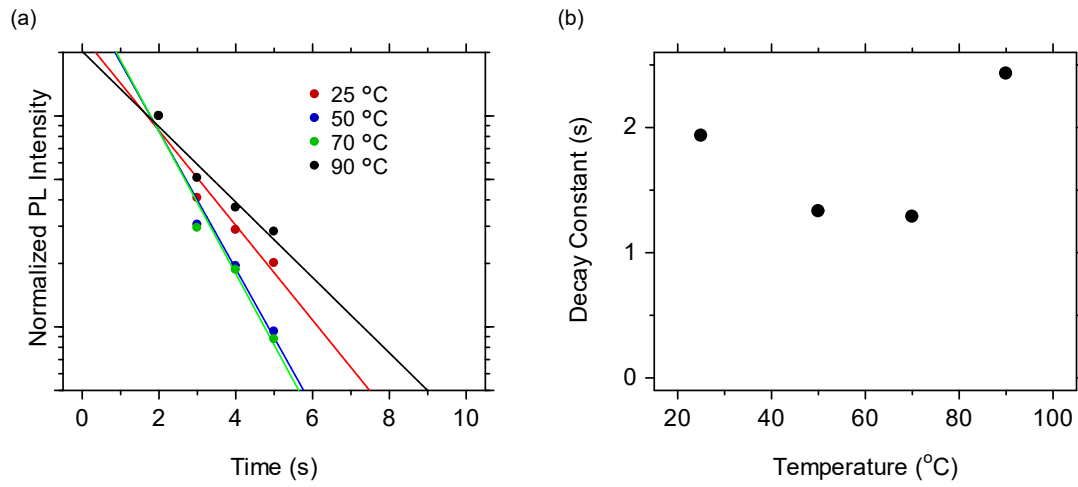 (a)
Normalized PL Intensity
25 °C
50 °C
70 °C
90 °C
0 2 4 6 8 10
Time (s)
(b)
Decay Constant (s)
2
1
0
20 40 60 80 100
Temperature (°C)